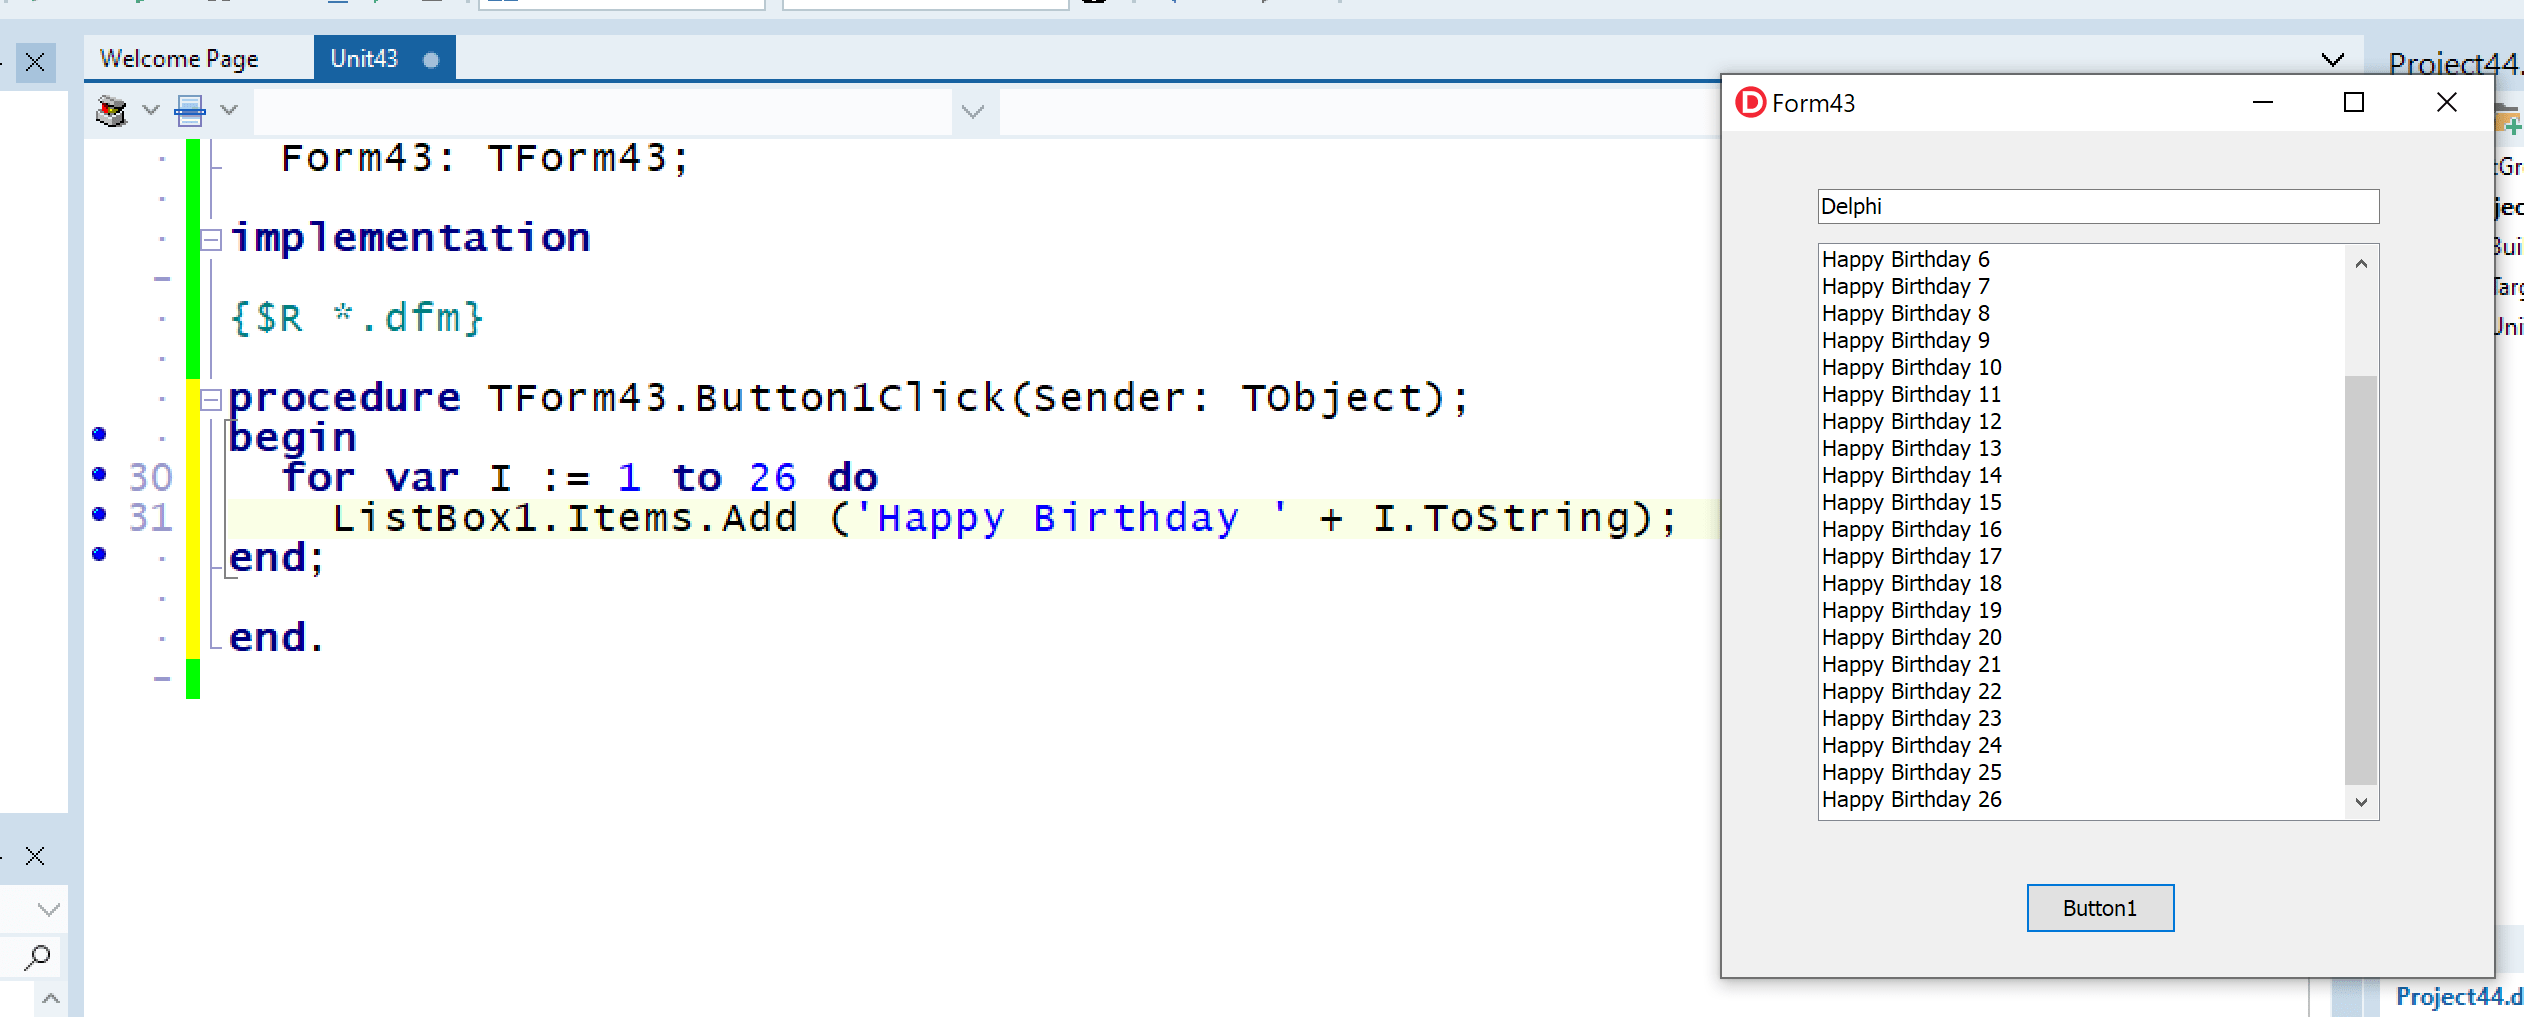 Welcome Page
Unit43
Form43: TForm43;
implementation
{$R *.dfm}
procedure TForm43.Button1Click(Sender: TObject);
begin
30 for var I := 1 to 26 do
31 ListBox1.Items.Add ('Happy Birthday ' + I.ToString);
end;
end.
Project44.
Form43
Delphi
Happy Birthday 6
Happy Birthday 7
Happy Birthday 8
Happy Birthday 9
Happy Birthday 10
Happy Birthday 11
Happy Birthday 12
Happy Birthday 13
Happy Birthday 14
Happy Birthday 15
Happy Birthday 16
Happy Birthday 17
Happy Birthday 18
Happy Birthday 19
Happy Birthday 20
Happy Birthday 21
Happy Birthday 22
Happy Birthday 23
Happy Birthday 24
Happy Birthday 25
Happy Birthday 26
Button1
Project44.d